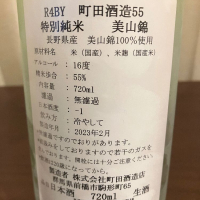 R4BY 町田酒造55
特別純米 美山錦
長野県産 美山錦100%使用
原材料名：米（国産）、米麹（国産）
アルコール：16度
精米歩合：55%
内容量：720ml
濾過：無濾過
日本酒度：-1
飲み方：冷やして
製造年月：2023年2月
製造者 株式会社町田酒造店
群馬県前橋市駒形町65
日本酒 720ml 生酒